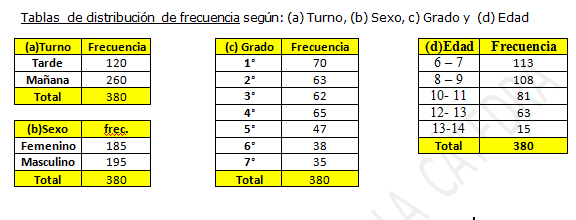 Tablas de distribución de frecuencia según: (a) Turno, (b) Sexo, c) Grado y (d) Edad
(a)Turno Frecuencia
Tarde 120
Mañana 260
Total 380
(b)Sexo frec.
Femenino 185
Masculino 195
Total 380
(c) Grado Frecuencia
1° 70
2° 63
3° 62
4° 65
5° 47
6° 38
7° 35
Total 380
(d)Edad Frecuencia
6 – 7 113
8 – 9 108
10- 11 81
12- 13 63
13-14 15
Total 380